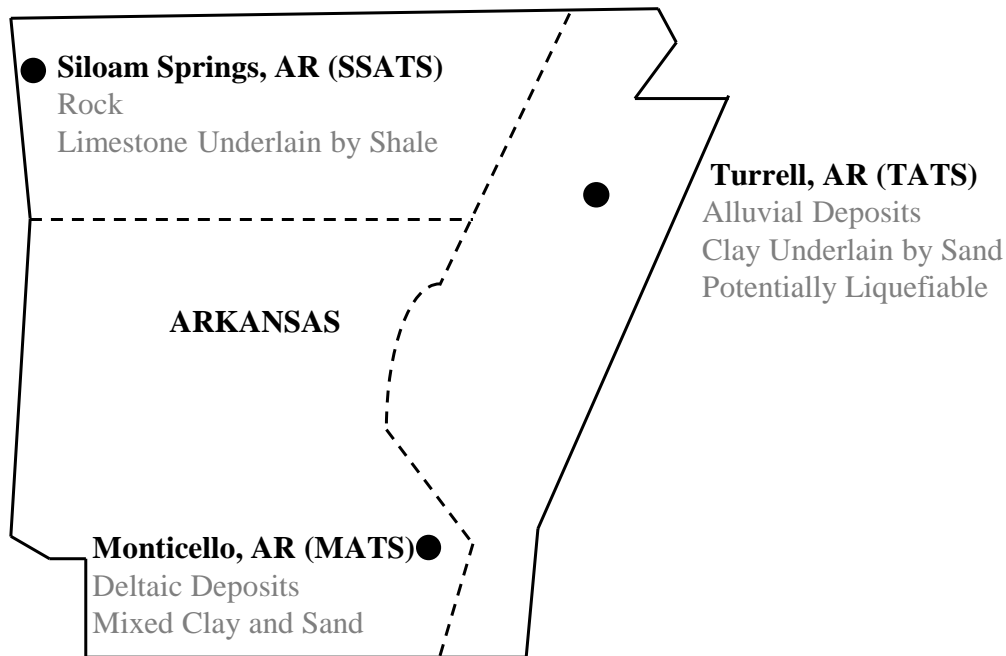 Siloam Springs, AR (SSATS)
Rock
Limestone Underlain by Shale
Turrell, AR (TATS)
Alluvial Deposits
Clay Underlain by Sand
Potentially Liquefiable
ARKANSAS
Monticello, AR (MATS)
Deltaic Deposits
Mixed Clay and Sand